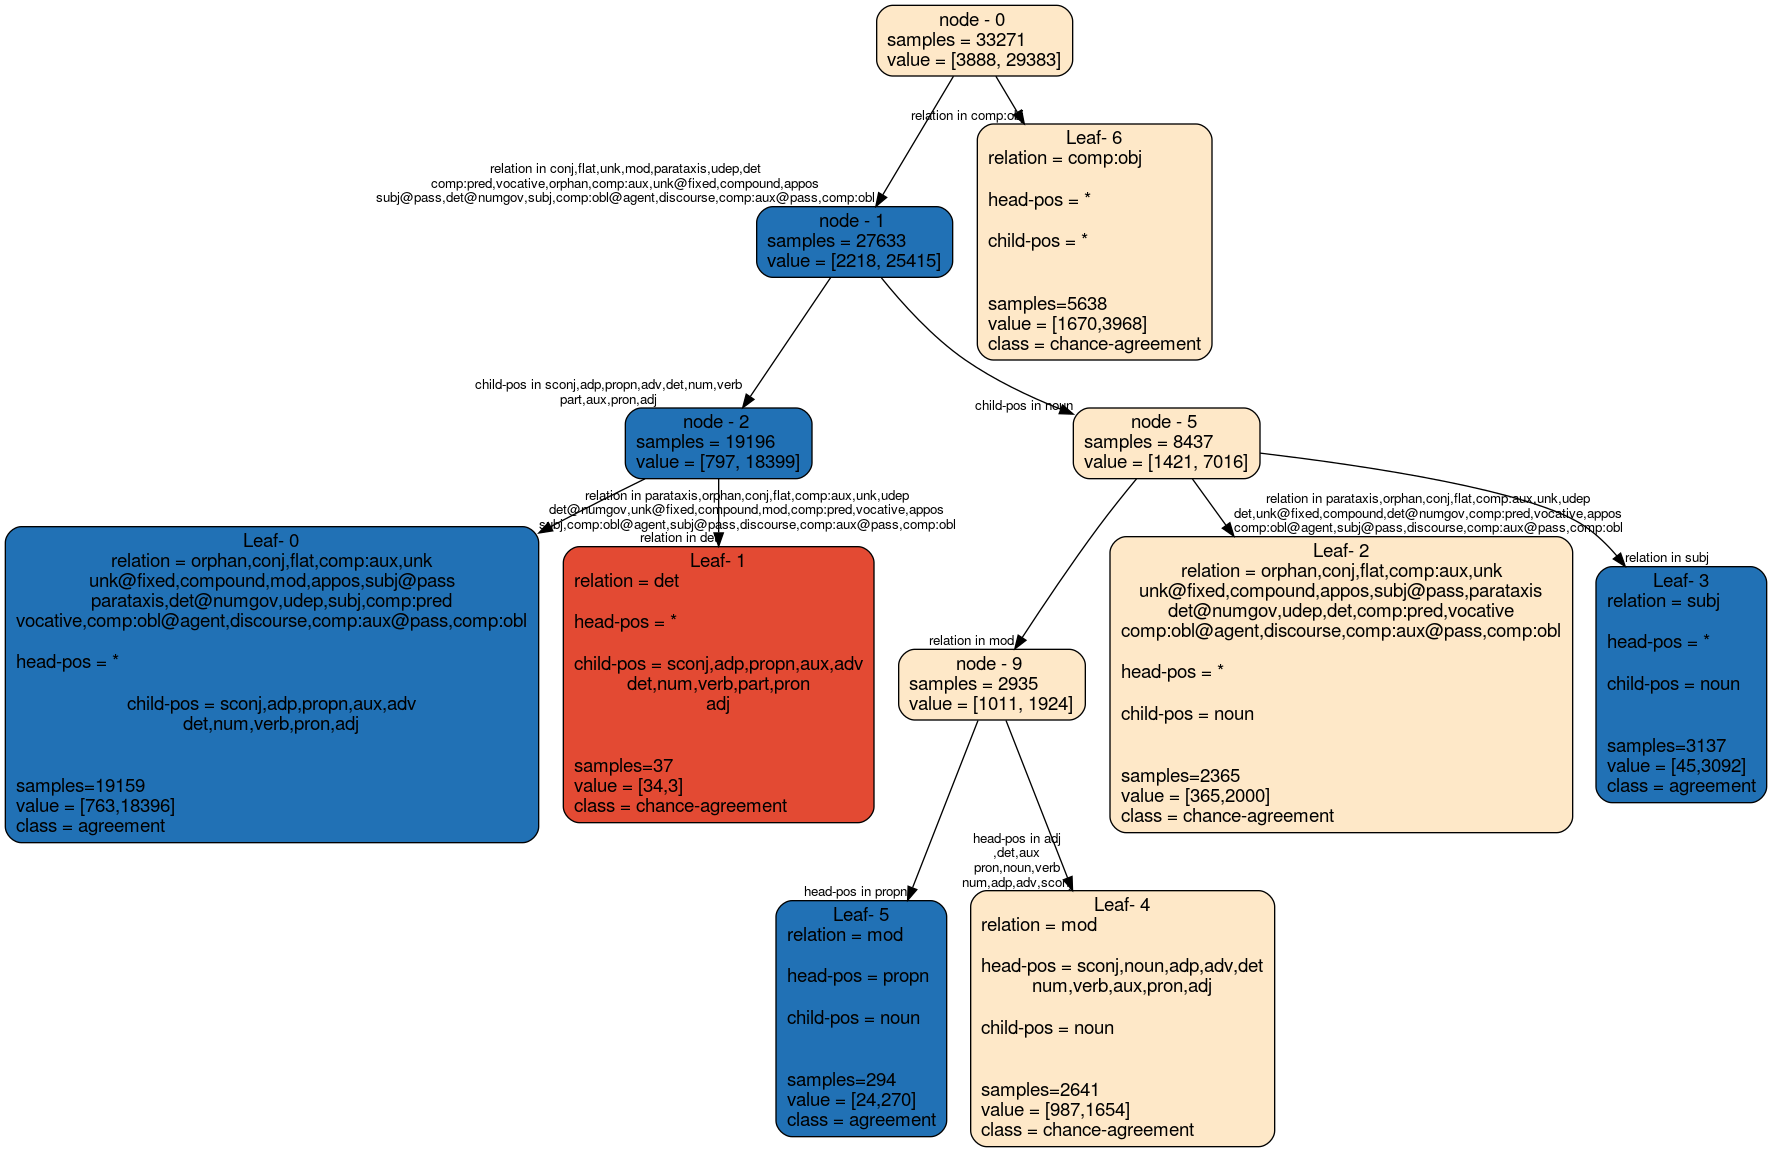 node - 0
samples = 33271
value = [3888, 29383]
relation in comp:obj
Leaf- 6
relation = comp:obj
head-pos = *
child-pos = *
samples=5638
value = [1670,3968]
class = chance-agreement
relation in conj,flat,unk,mod,parataxis,udep,det
comp:pred,vocative,orphan,comp:aux,unk@fixed,compound,appos
subj@pass,det@numgov,subj,comp:obl@agent,discourse,comp:aux@pass,comp:obl
node - 1
samples = 27633
value = [2218, 25415]
child-pos in sconj,adp,propn,adv,det,num,verb
part,aux,pron,adj
node - 2
samples = 19196
value = [797, 18399]
child-pos in noun
node - 5
samples = 8437
value = [1421, 7016]
relation in parataxis,orphan,conj,flat,comp:aux,unk,udep
det@numgov,unk@fixed,compound,mod,comp:pred,vocative,appos
subj,comp:obl@agent,subj@pass,discourse,comp:aux@pass,comp:obl
relation in det
Leaf- 0
relation = orphan,conj,flat,comp:aux,unk
unk@fixed,compound,mod,appos,subj@pass
parataxis,det@numgov,udep,subj,comp:pred
vocative,comp:obl@agent,discourse,comp:aux@pass,comp:obl
head-pos = *
child-pos = sconj,adp,propn,aux,adv
det,num,verb,pron,adj
samples=19159
value = [763,18396]
class = agreement
Leaf- 1
relation = det
head-pos = *
child-pos = sconj,adp,propn,aux,adv
det,num,verb,part,pron
adj
samples=37
value = [34,3]
class = chance-agreement
relation in parataxis,orphan,conj,flat,comp:aux,unk,udep
det,unk@fixed,compound,det@numgov,comp:pred,vocative,appos
comp:obl@agent,subj@pass,discourse,comp:aux@pass,comp:obl
Leaf- 2
relation = orphan,conj,flat,comp:aux,unk
unk@fixed,compound,appos,subj@pass,parataxis
det@numgov,udep,det,comp:pred,vocative
comp:obl@agent,discourse,comp:aux@pass,comp:obl
head-pos = *
child-pos = noun
samples=2365
value = [365,2000]
class = chance-agreement
relation in subj
Leaf- 3
relation = subj
head-pos = *
child-pos = noun
samples=3137
value = [45,3092]
class = agreement
relation in mod
node - 9
samples = 2935
value = [1011, 1924]
head-pos in propn
Leaf- 5
relation = mod
head-pos = propn
child-pos = noun
samples=294
value = [24,270]
class = agreement
head-pos in adj
,det,aux
pron,noun,verb
num,adp,adv,sconj
Leaf- 4
relation = mod
head-pos = sconj,noun,adp,adv,det
num,verb,aux,pron,adj
child-pos = noun
samples=2641
value = [987,1654]
class = chance-agreement